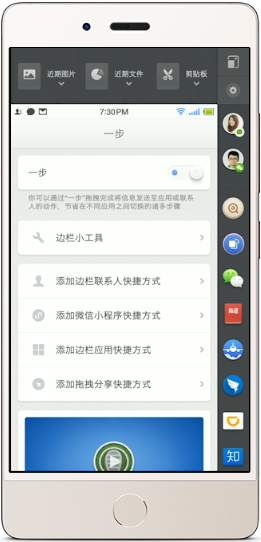 近期图片
近期文件
剪贴板
7:30PM
一步
一步
你可以通过“一步”拖拽完成将信息发送至应用或联系
人的动作，节省在不同应用之间切换的诸多步骤
边栏小工具
添加边栏联系人快捷方式
添加微信小程序快捷方式
添加边栏应用快捷方式
添加拖拽分享快捷方式
知